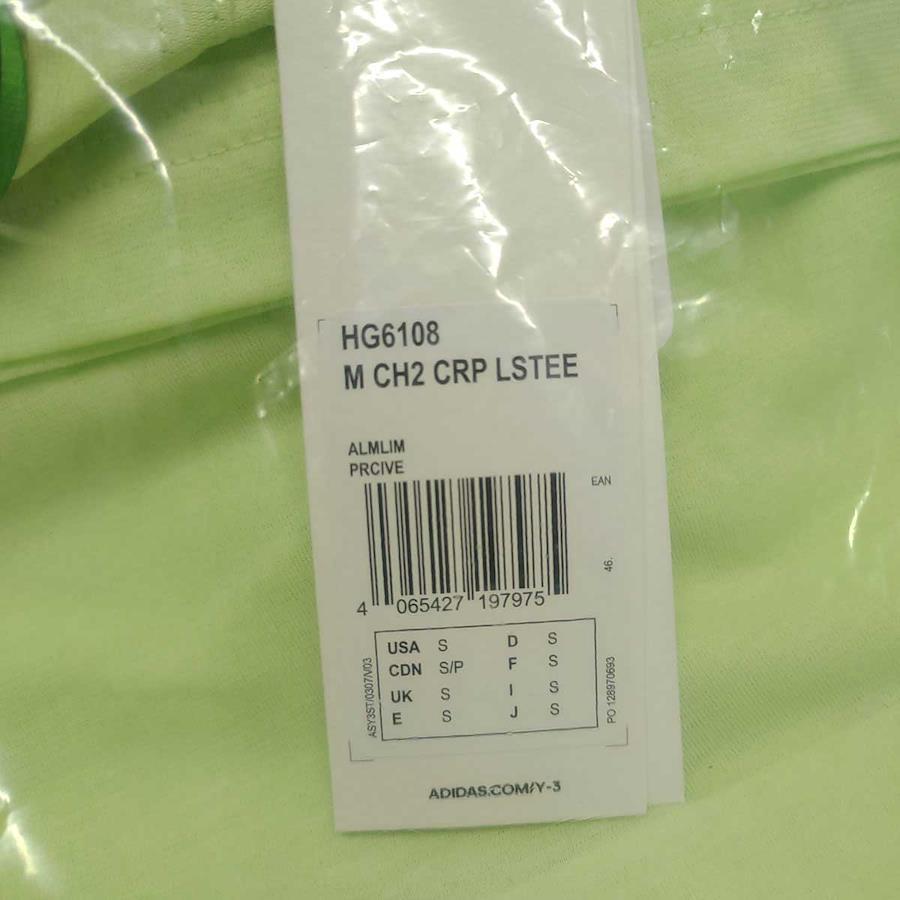 HG6108
M CH2 CRP LSTEE
ALMLIM
PRCIVE
EAN
46.
4 065427 197975
USA S D S
CDN S/P F S
UK S I S
E S J S
ASY3ST/0307/V03
PO 128970693
ADIDAS.COM/Y-3